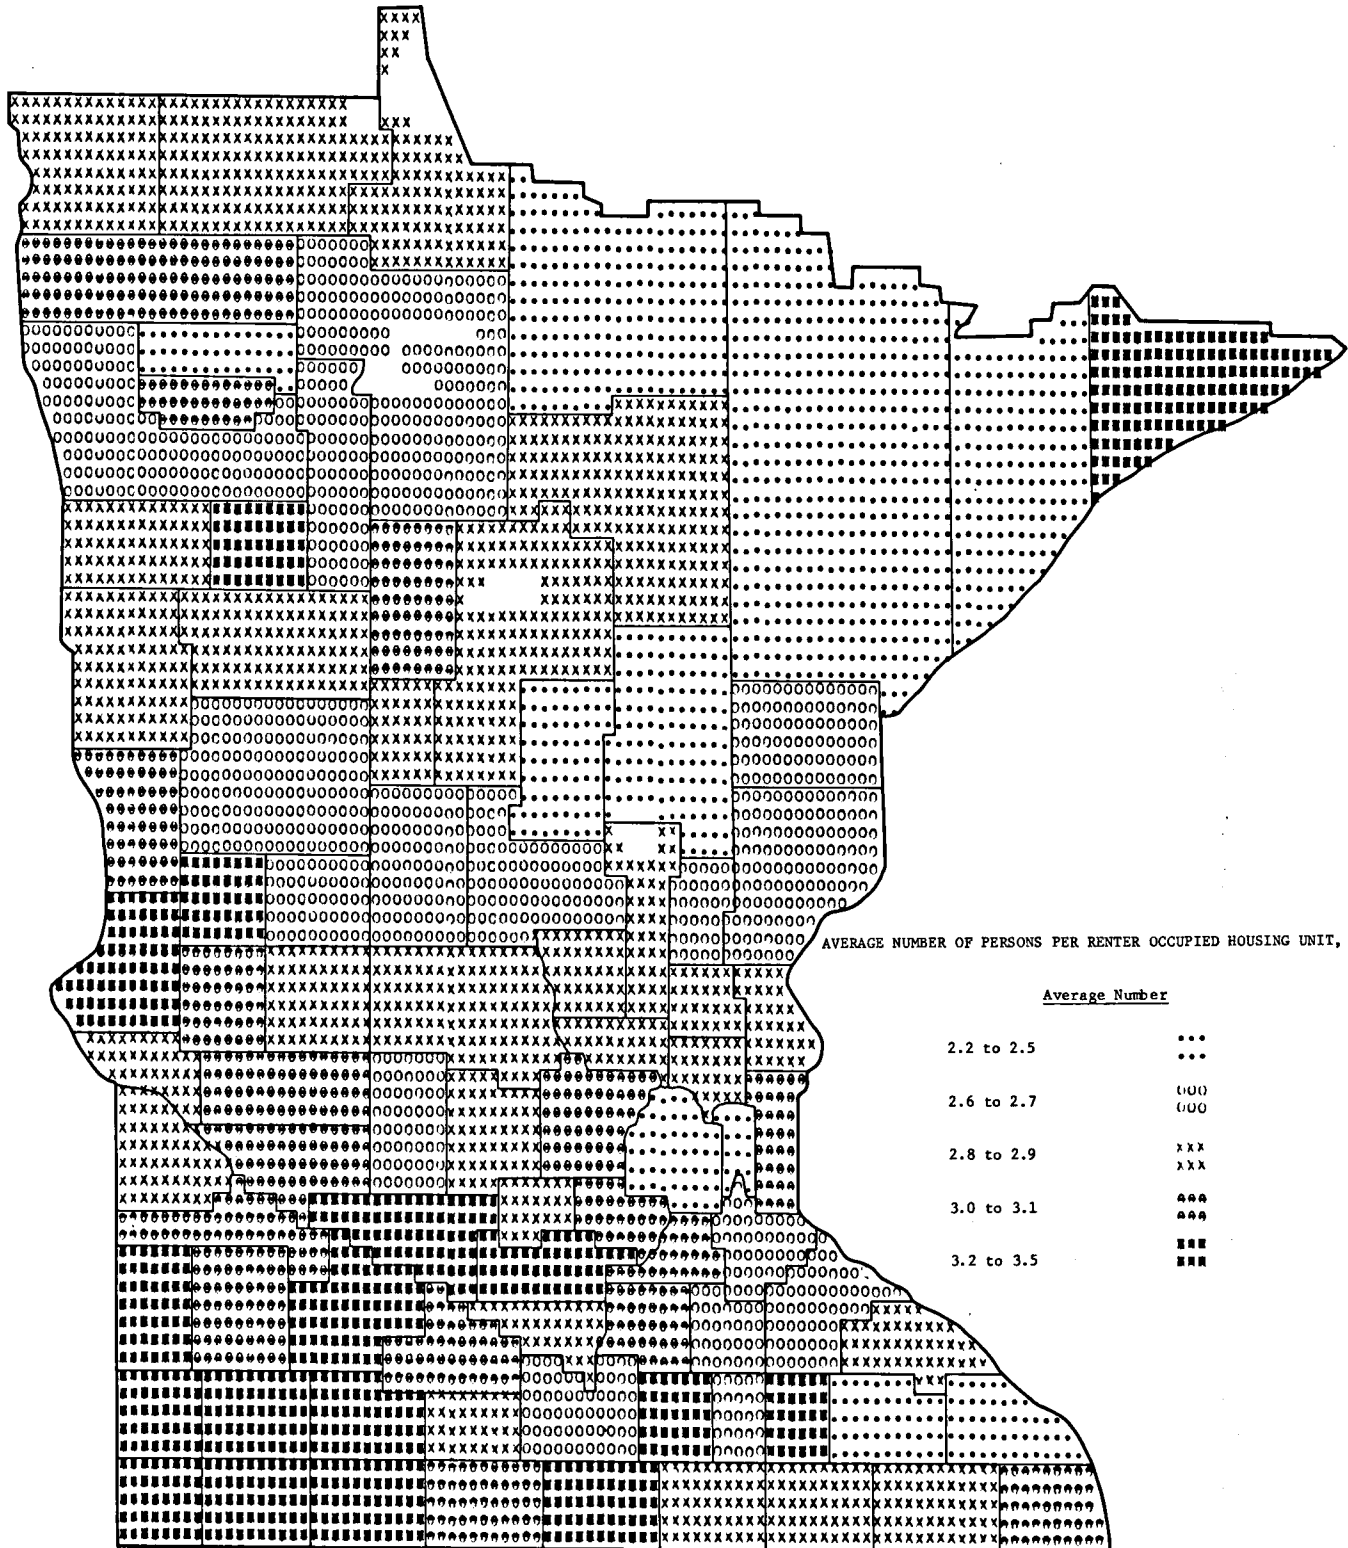 AVERAGE NUMBER OF PERSONS PER RENTER OCCUPIED HOUSING UNIT,
Average Number
2.2 to 2.5
2.6 to 2.7
2.8 to 2.9
3.0 to 3.1
3.2 to 3.5